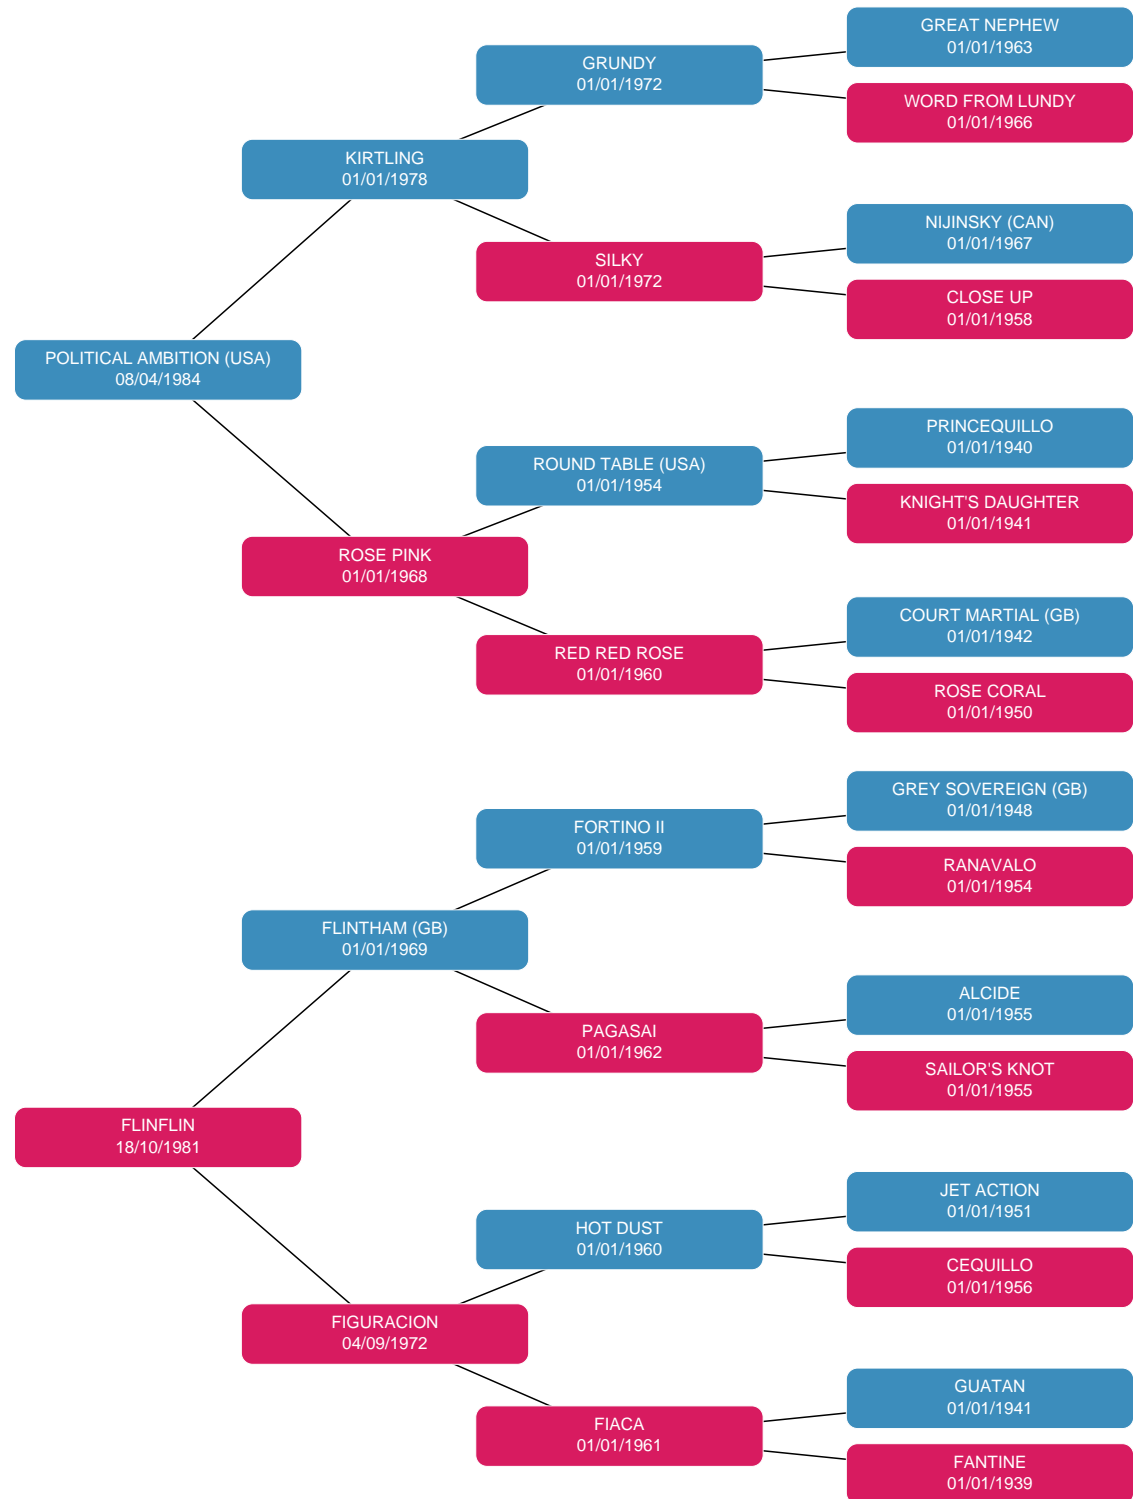 GREAT NEPHEW
01/01/1963
GRUNDY
01/01/1972
WORD FROM LUNDY
01/01/1966
KIRTLING
01/01/1978
NIJINSKY (CAN)
01/01/1967
SILKY
01/01/1972
CLOSE UP
01/01/1958
POLITICAL AMBITION (USA)
08/04/1984
PRINCEQUILLO
01/01/1940
ROUND TABLE (USA)
01/01/1954
KNIGHT'S DAUGHTER
01/01/1941
ROSE PINK
01/01/1968
COURT MARTIAL (GB)
01/01/1942
RED RED ROSE
01/01/1960
ROSE CORAL
01/01/1950
GREY SOVEREIGN (GB)
01/01/1948
FORTINO II
01/01/1959
RANAVALO
01/01/1954
FLINTHAM (GB)
01/01/1969
ALCIDE
01/01/1955
PAGASAI
01/01/1962
SAILOR'S KNOT
01/01/1955
FLINFLIN
18/10/1981
JET ACTION
01/01/1951
HOT DUST
01/01/1960
CEQUILLO
01/01/1956
FIGURACION
04/09/1972
GUATAN
01/01/1941
FIACA
01/01/1961
FANTINE
01/01/1939